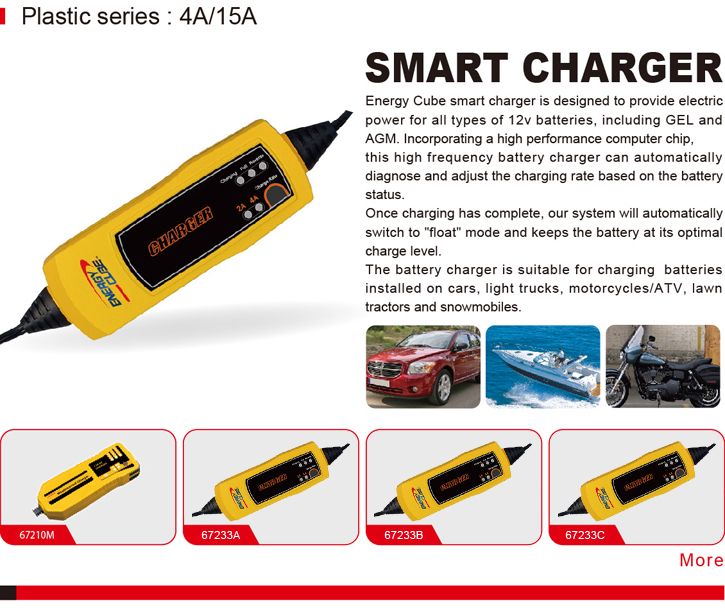 Plastic series : 4A/15A
SMART CHARGER
Energy Cube smart charger is designed to provide electric
power for all types of 12v batteries, including GEL and
AGM. Incorporating a high performance computer chip,
this high frequency battery charger can automatically
diagnose and adjust the charging rate based on the battery
status.
Once charging has complete, our system will automatically
switch to "float" mode and keeps the battery at its optimal
charge level.
The battery charger is suitable for charging batteries
installed on cars, light trucks, motorcycles/ATV, lawn
tractors and snowmobiles.
Charging Full Reverse
Charge Rate
2A 4A
CHARGER
ENERGY
CUBE
67210M
67233A
67233B
67233C
CHARGER
CHARGER
CHARGER
More